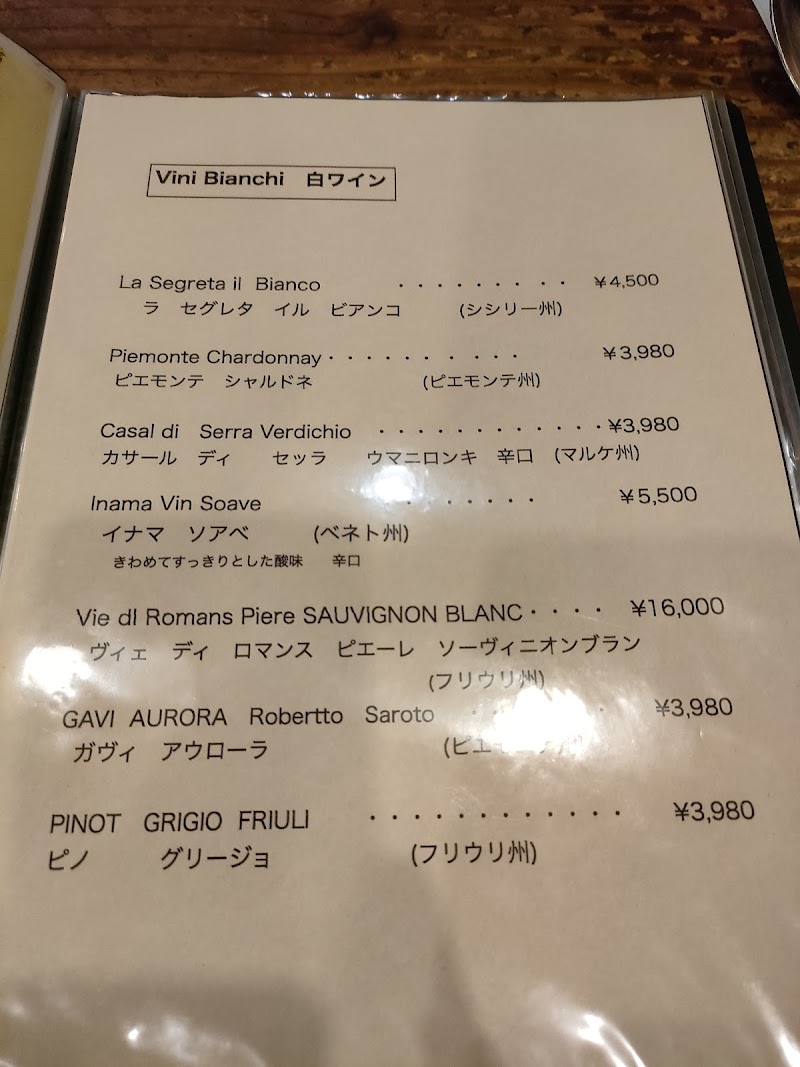 Vini Bianchi 白ワイン
La Segreta il Bianco ・・・・・・・・・ ¥4,500
ラ セグレタ イル ビアンコ (シシリー州)
Piemonte Chardonnay・・・・・・・・・・ ¥3,980
ピエモンテ シャルドネ (ピエモンテ州)
Casal di Serra Verdichio ・・・・・・・・・・・・¥3,980
カサール ディ セッラ ウマニロンキ 辛口 (マルケ州)
Inama Vin Soave ・・・・・・・ ¥5,500
イナマ ソアベ (ベネト州)
きわめてすっきりとした酸味 辛口
Vie dI Romans Piere SAUVIGNON BLANC・・・・ ¥16,000
ヴィェ ディ ロマンス ピエーレ ソーヴィニオンブラン
(フリウリ州)
GAVI AURORA Robertto Saroto ・・・・・・ ¥3,980
ガヴィ アウローラ (ピエモンテ州)
PINOT GRIGIO FRIULI ・・・・・・・・・・・・ ¥3,980
ピノ グリージョ (フリウリ州)